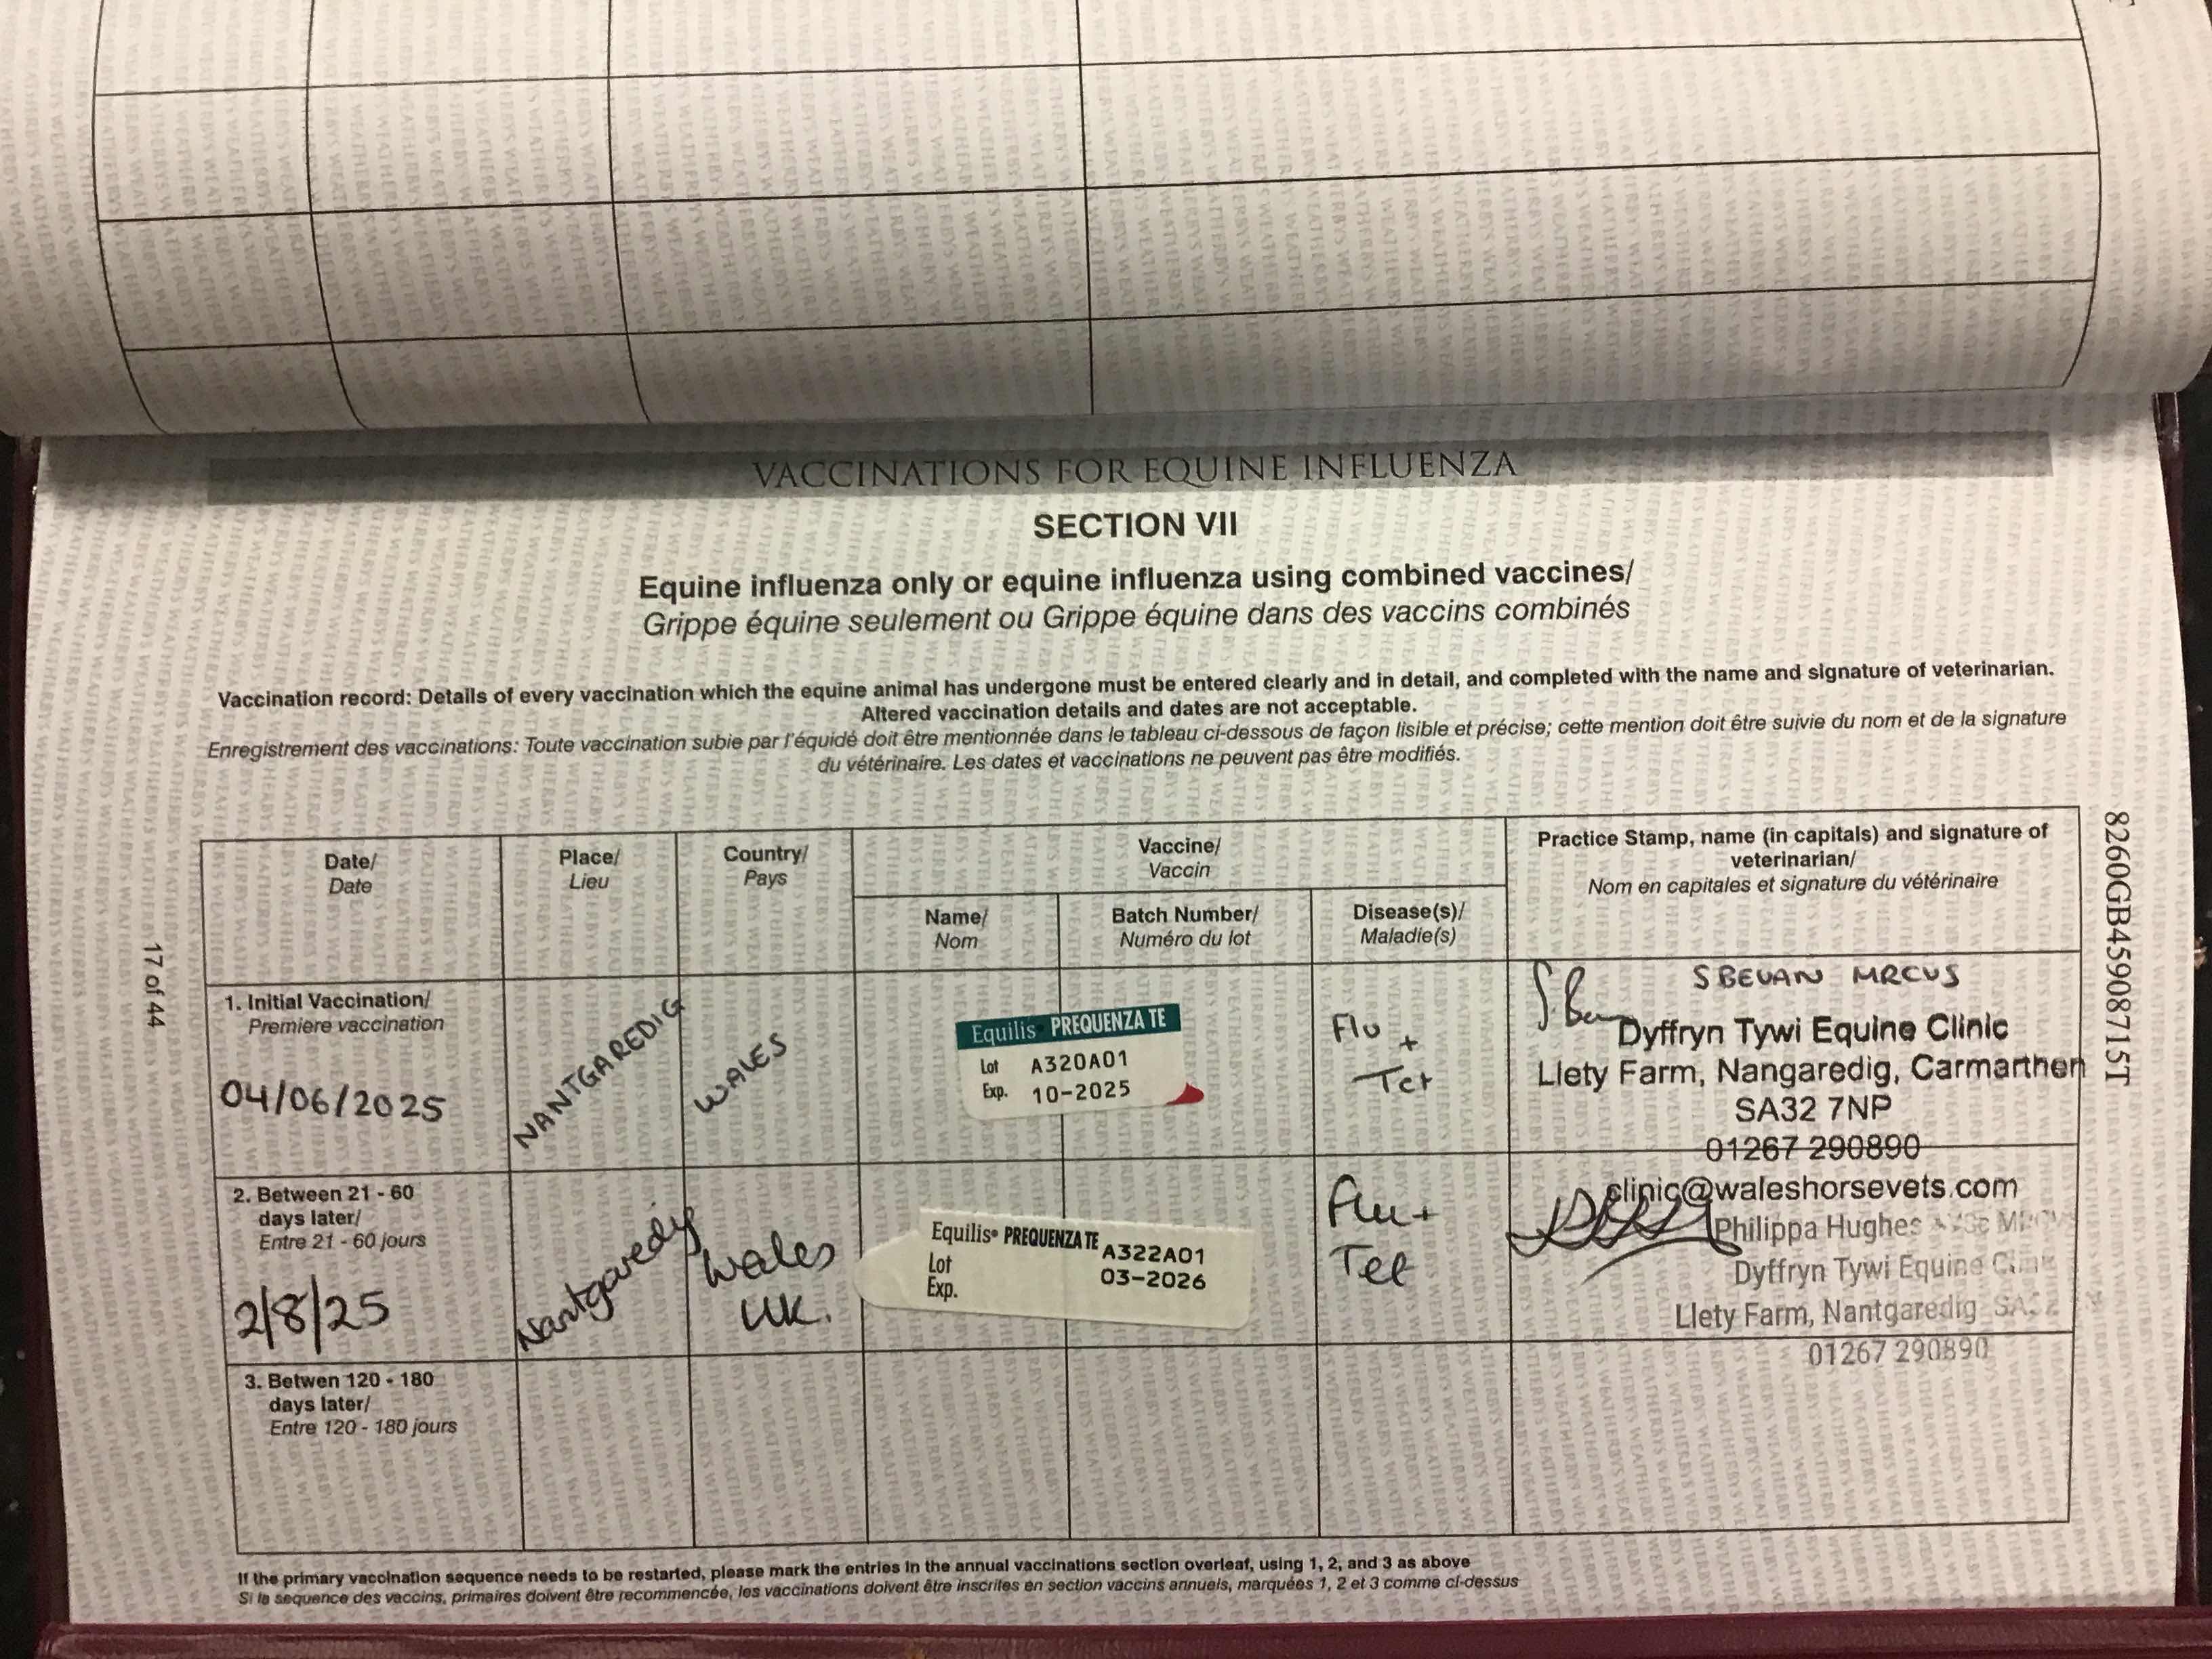 VACCINATIONS FOR EQUINE INFLUENZA
SECTION VII
Equine influenza only or equine influenza using combined vaccines/
Grippe équine seulement ou Grippe équine dans des vaccins combinés
Vaccination record: Details of every vaccination which the equine animal has undergone must be entered clearly and in detail, and completed with the name and signature of veterinarian.
Altered vaccination details and dates are not acceptable.
Enregistrement des vaccinations: Toute vaccination subie par l'équidé doit être mentionnée dans le tableau ci-dessous de façon lisible et précise; cette mention doit être suivie du nom et de la signature
du vétérinaire. Les dates et vaccinations ne peuvent pas être modifiés.
Date/
Date
Place/
Lieu
Country/
Pays
Vaccine/
Vaccin
Name/
Nom
Batch Number/
Numéro du lot
Disease(s)/
Maladie(s)
Practice Stamp, name (in capitals) and signature of
veterinarian/
Nom en capitales et signature du vétérinaire
1. Initial Vaccination/
Premiere vaccination
04/06/2025
NANTGAREDIG
WALES
Equilis PREQUENZA TE
Lot A320A01
Exp. 10-2025
Flu +
Tet
S BEVAN MRCVS
Dyffryn Tywi Equine Clinic
Llety Farm, Nangaredig, Carmarthen
SA32 7NP
01267 290890
clinic@waleshorsevets.com
2. Between 21 - 60
days later/
Entre 21 - 60 jours
2/8/25
Nantgaredig
Wales
UK.
Equilis® PREQUENZA TE
Lot A322A01
Exp. 03-2026
Flu +
Tet
Philippa Hughes
Dyffryn Tywi Equine Clinic
Llety Farm, Nantgaredig
01267 290890
3. Betwen 120 - 180
days later/
Entre 120 - 180 jours
If the primary vaccination sequence needs to be restarted, please mark the entries in the annual vaccinations section overleaf, using 1, 2, and 3 as above
Si la sequence des vaccins, primaires doivent être recommencée, les vaccinations doivent être inscrites en section vaccins annuels, marquées 1, 2 et 3 comme ci-dessus
17 of 44
8260GB45908715T